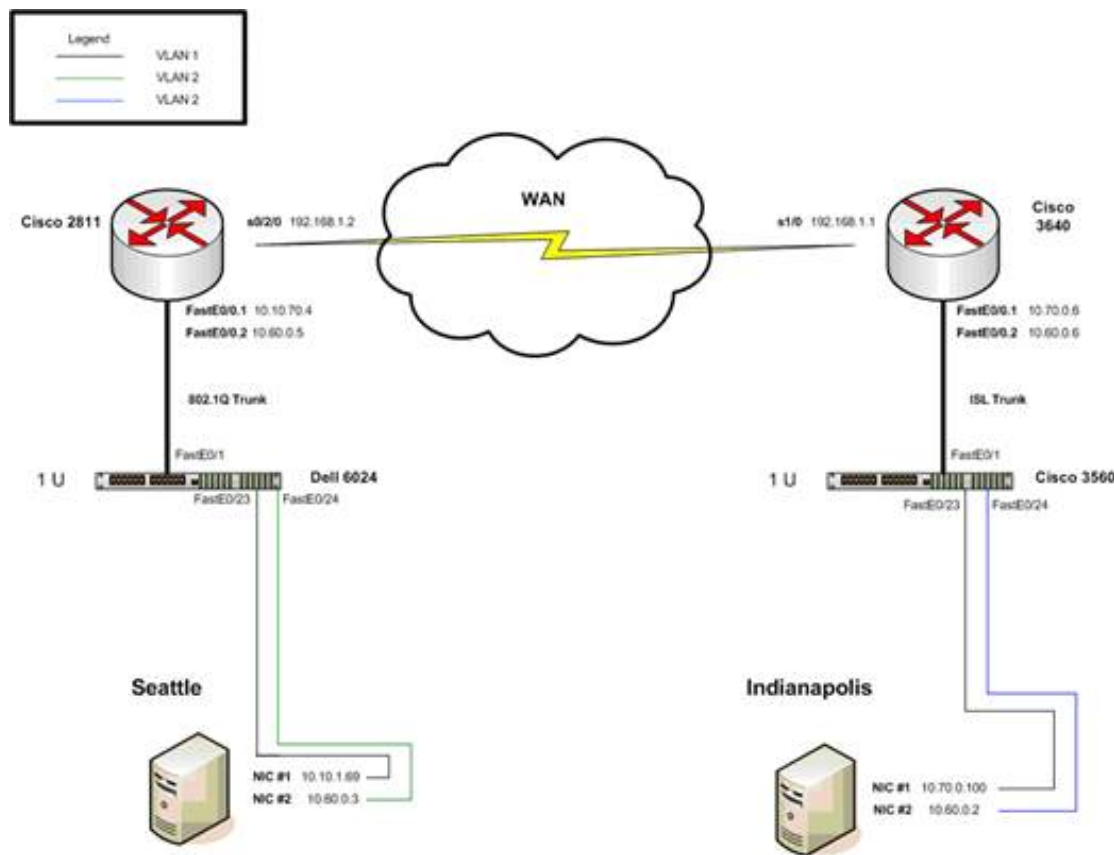 Legend
VLAN 1
VLAN 2
VLAN 2
WAN
Cisco 2811
s0/2/0 192.168.1.2
s1/0 192.168.1.1
Cisco
3640
FastE0/0.1 10.10.70.4
FastE0/0.2 10.60.0.5
FastE0/0.1 10.70.0.6
FastE0/0.2 10.60.0.6
802.1Q Trunk
ISL Trunk
FastE0/1
FastE0/1
1 U
Dell 6024
1 U
Cisco 3560
FastE0/23
FastE0/24
FastE0/23
FastE0/24
Seattle
Indianapolis
NIC #1 10.10.1.69
NIC #2 10.60.0.3
NIC #1 10.70.0.100
NIC #2 10.60.0.2